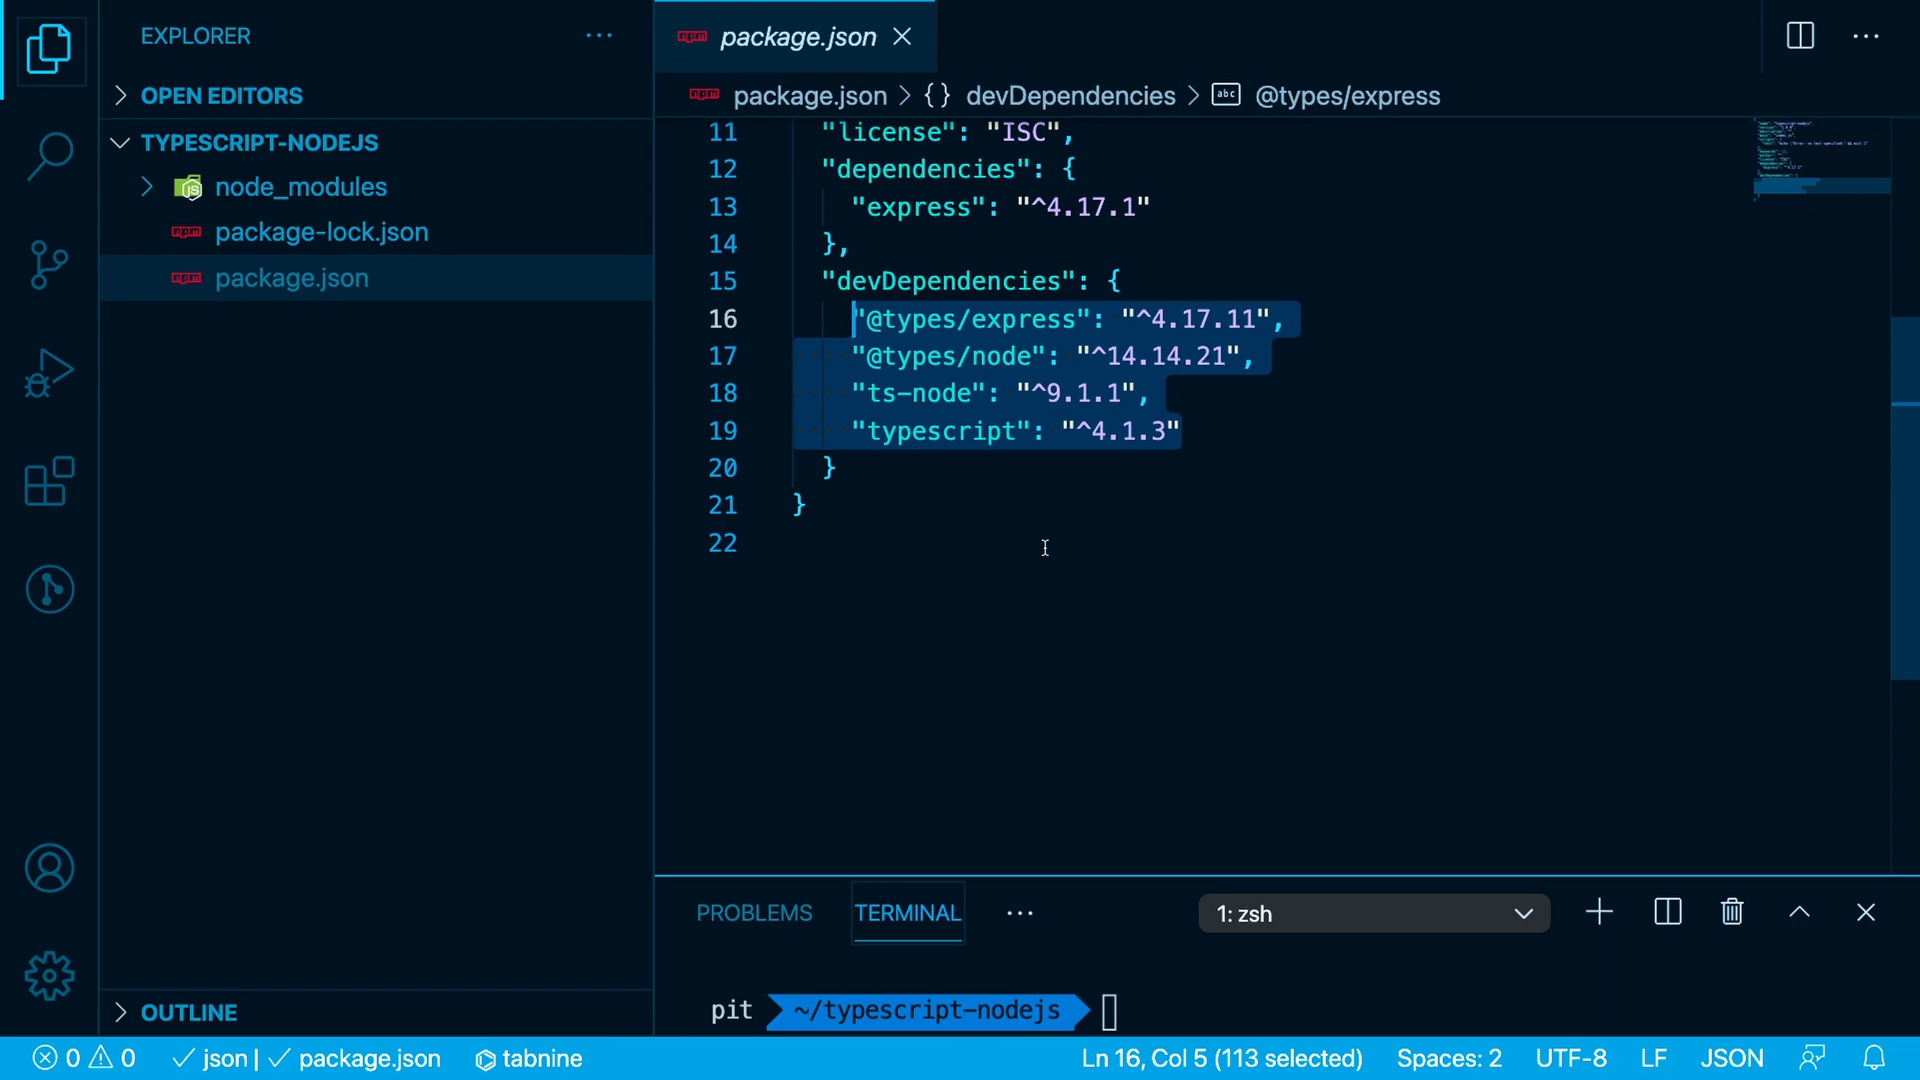 EXPLORER
OPEN EDITORS
TYPESCRIPT-NODEJS
node_modules
package-lock.json
package.json
OUTLINE
package.json
package.json > {} devDependencies > abc @types/express
11 "license": "ISC",
12 "dependencies": {
13 "express": "^4.17.1"
14 },
15 "devDependencies": {
16 "@types/express": "^4.17.11",
17 "@types/node": "^14.14.21",
18 "ts-node": "^9.1.1",
19 "typescript": "^4.1.3"
20 }
21 }
22
PROBLEMS TERMINAL 1: zsh
pit ~/typescript-nodejs
0 0 json | package.json tabnine Ln 16, Col 5 (113 selected) Spaces: 2 UTF-8 LF JSON